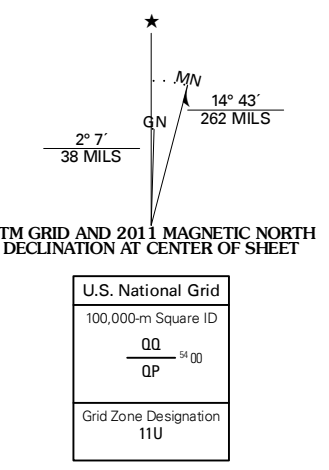 ★
MN
14° 43´
262 MILS
GN
2° 7´
38 MILS
TM GRID AND 2011 MAGNETIC NORTH
DECLINATION AT CENTER OF SHEET
U.S. National Grid
100,000-m Square ID
QQ
54 00
QP
Grid Zone Designation
11U